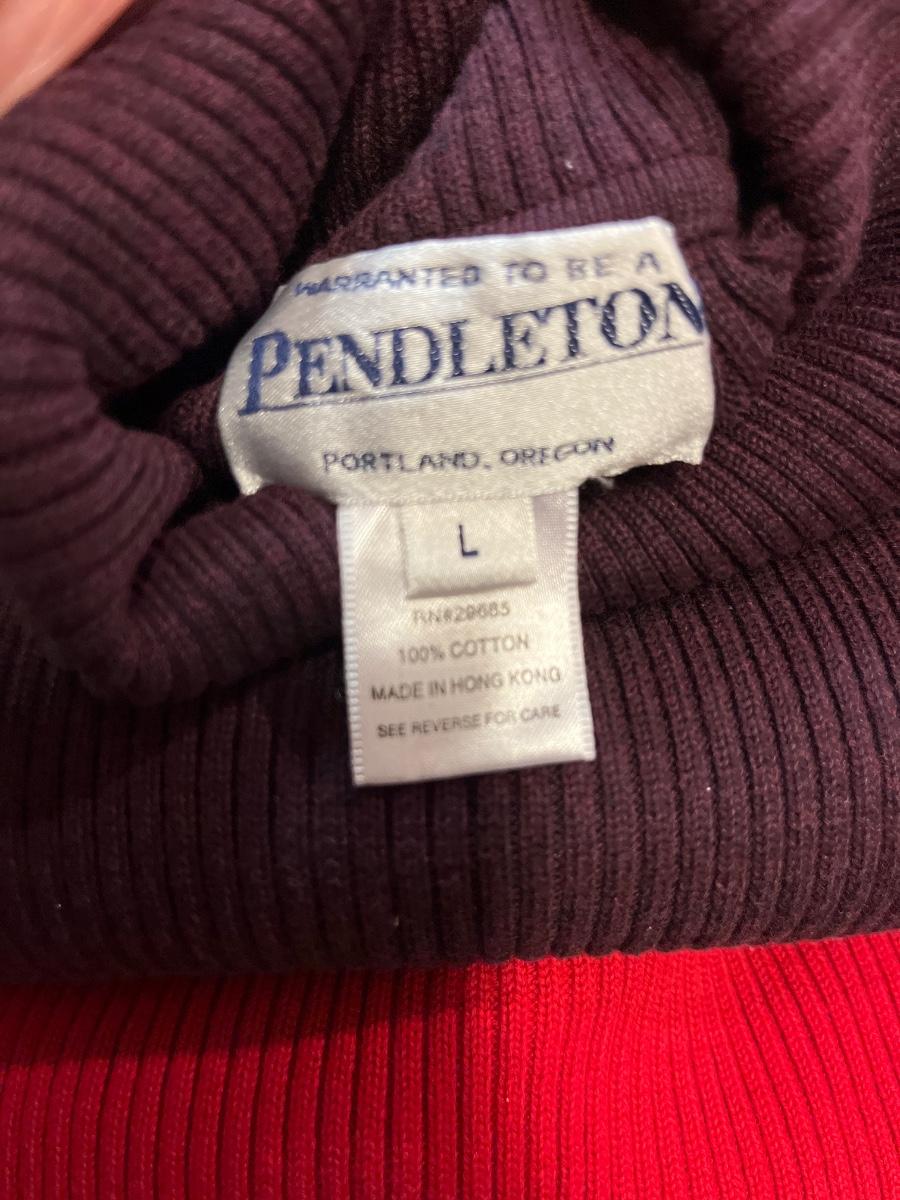 WARRANTED TO BE A
PENDLETON
PORTLAND, OREGON
L
RN#29685
100% COTTON
MADE IN HONG KONG
SEE REVERSE FOR CARE